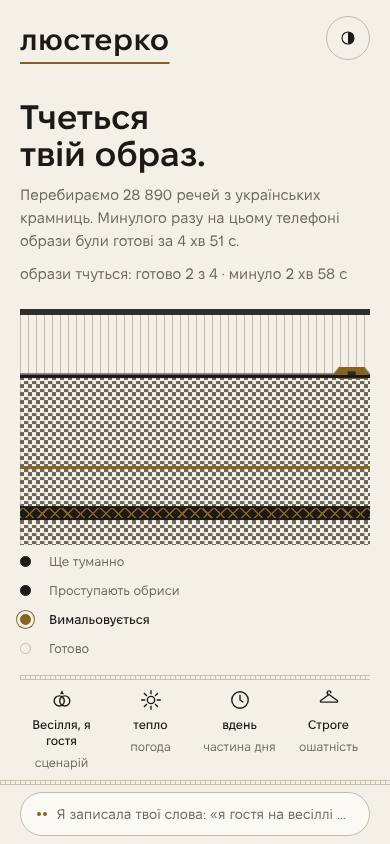 люстерко
Тчеться
твій образ.
Перебираємо 28 890 речей з українських
крамниць. Минулого разу на цьому телефоні
образи були готові за 4 хв 51 с.
образи тчуться: готово 2 з 4 · минуло 2 хв 58 с
Ще туманно
Проступають обриси
Вимальовується
Готово
Весілля, я гостя
сценарій
тепло
погода
вдень
частина дня
Строге
ошатність
Я записала твої слова: «я гостя на весіллі ...